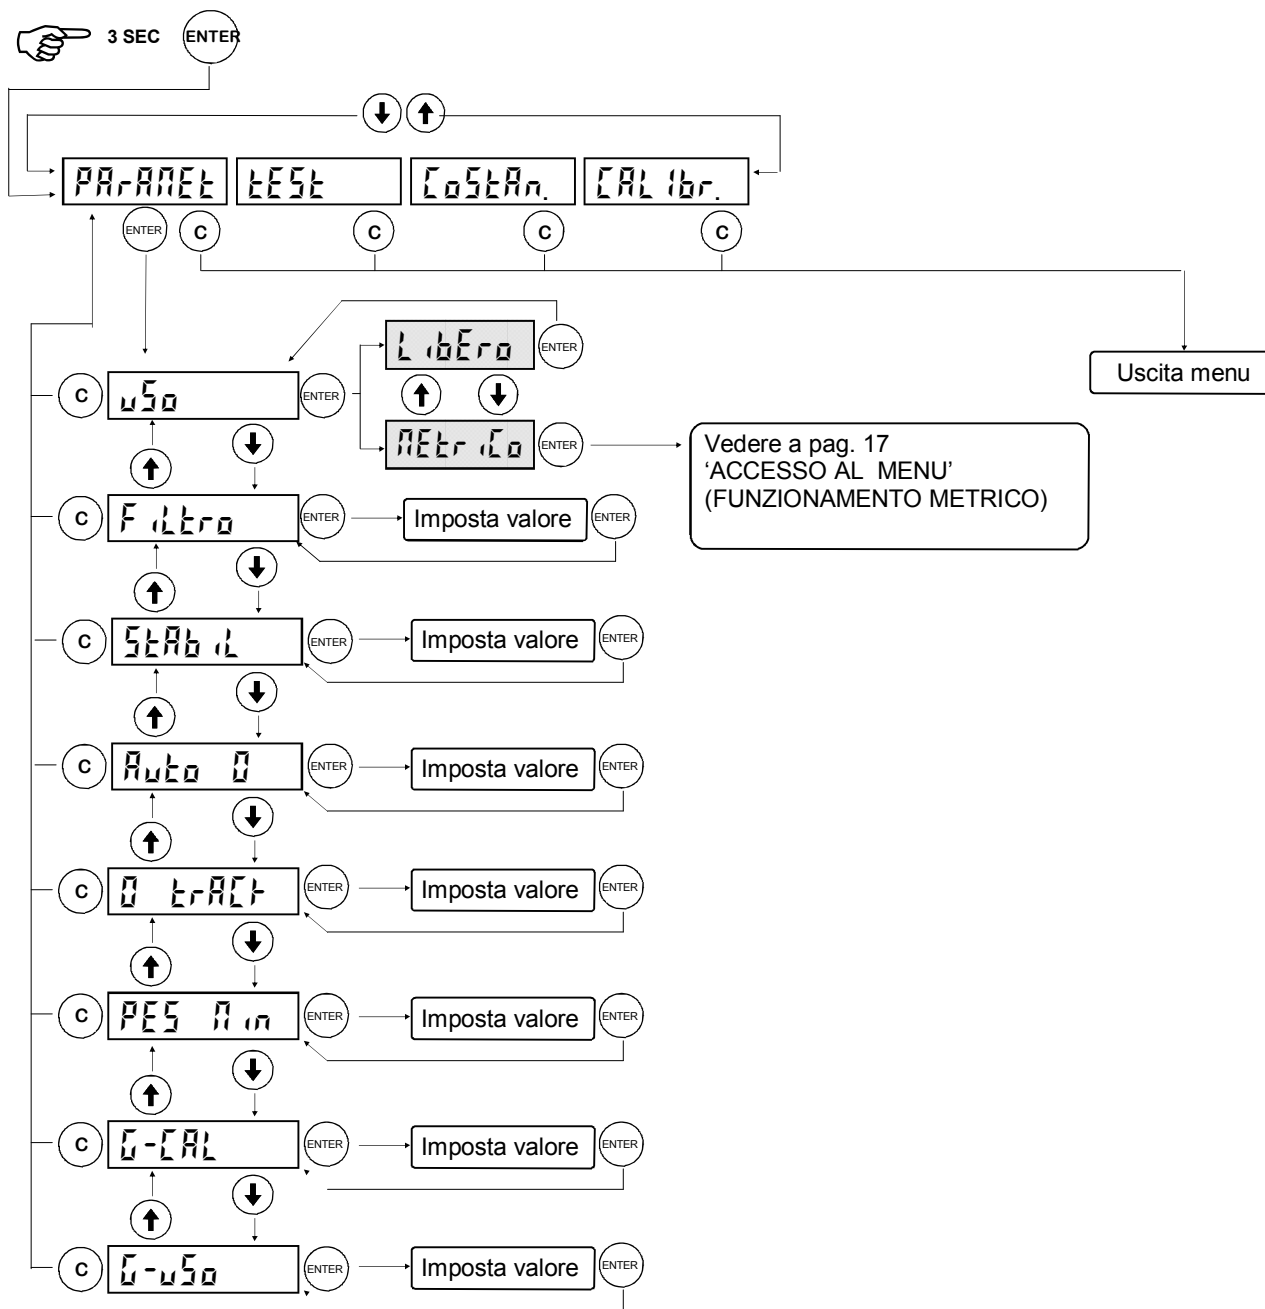 3 SEC ENTER
PArAMEt tESt CoStAn. CALibr.
ENTER C C C C
LibEro ENTER
Uscita menu
C uSo ENTER
MEtriCo ENTER
Vedere a pag. 17
‘ACCESSO AL MENU’
(FUNZIONAMENTO METRICO)
C FiLtro ENTER Imposta valore ENTER
C StAbiL ENTER Imposta valore ENTER
C Auto 0 ENTER Imposta valore ENTER
C 0 trACk ENTER Imposta valore ENTER
C PES Min ENTER Imposta valore ENTER
C G-CAL ENTER Imposta valore ENTER
C G-uSo ENTER Imposta valore ENTER